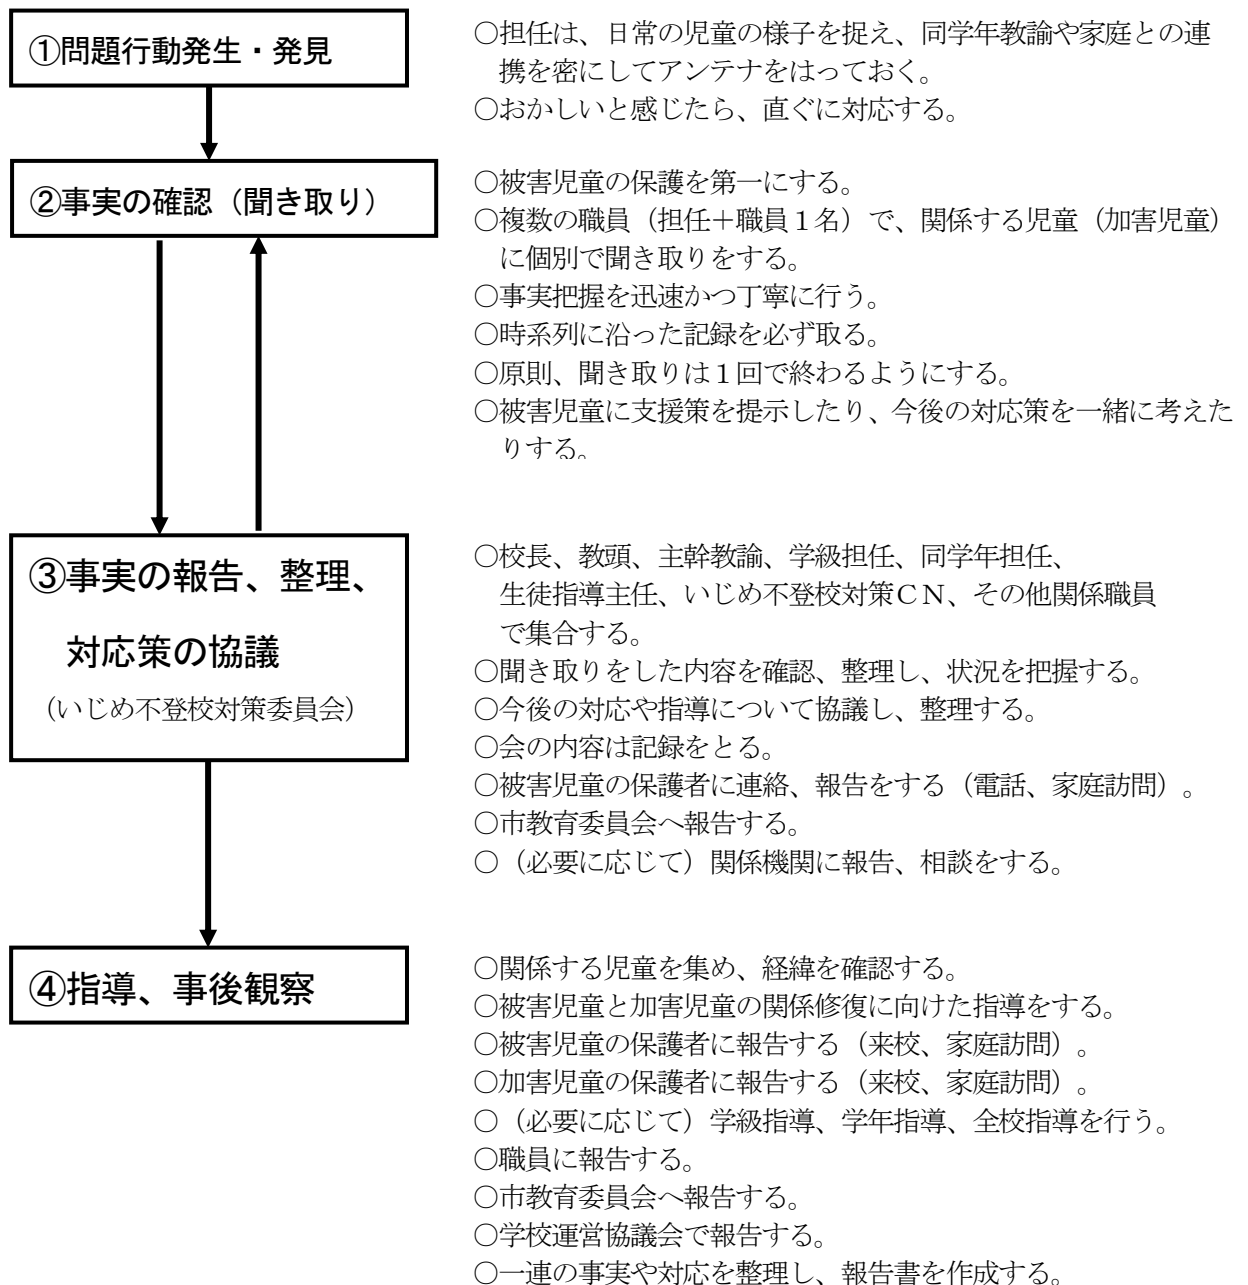 ①問題行動発生・発見
○担任は、日常の児童の様子を捉え、同学年教諭や家庭との連
携を密にしてアンテナをはっておく。
○おかしいと感じたら、直ぐに対応する。
②事実の確認（聞き取り）
○被害児童の保護を第一にする。
○複数の職員（担任＋職員１名）で、関係する児童（加害児童）
に個別で聞き取りをする。
○事実把握を迅速かつ丁寧に行う。
○時系列に沿った記録を必ず取る。
○原則、聞き取りは１回で終わるようにする。
○被害児童に支援策を提示したり、今後の対応策を一緒に考えた
りする。
③事実の報告、整理、
対応策の協議
（いじめ不登校対策委員会）
○校長、教頭、主幹教諭、学級担任、同学年担任、
生徒指導主任、いじめ不登校対策ＣＮ、その他関係職員
で集合する。
○聞き取りをした内容を確認、整理し、状況を把握する。
○今後の対応や指導について協議し、整理する。
○会の内容は記録をとる。
○被害児童の保護者に連絡、報告をする（電話、家庭訪問）。
○市教育委員会へ報告する。
○（必要に応じて）関係機関に報告、相談をする。
④指導、事後観察
○関係する児童を集め、経緯を確認する。
○被害児童と加害児童の関係修復に向けた指導をする。
○被害児童の保護者に報告する（来校、家庭訪問）。
○加害児童の保護者に報告する（来校、家庭訪問）。
○（必要に応じて）学級指導、学年指導、全校指導を行う。
○職員に報告する。
○市教育委員会へ報告する。
○学校運営協議会で報告する。
○一連の事実や対応を整理し、報告書を作成する。